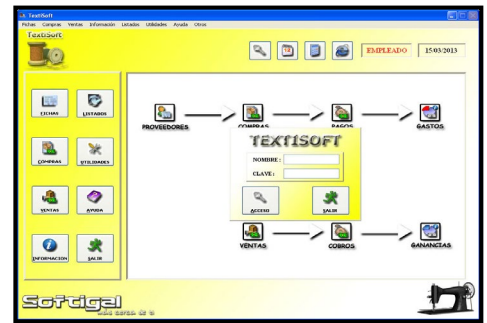 TextiSoft
Fichas Compras Ventas Información Listados Utilidades Ayuda Otros
TextiSoft
EMPLEADO 15/03/2013
FICHAS LISTADOS
PROVEEDORES COMPRAS PAGOS GASTOS
TEXTISOFT
NOMBRE :
CLAVE :
COMPRAS UTILIDADES
ACCESO SALIR
VENTAS AYUDA
VENTAS COBROS GANANCIAS
INFORMACION SALIR
Softigal